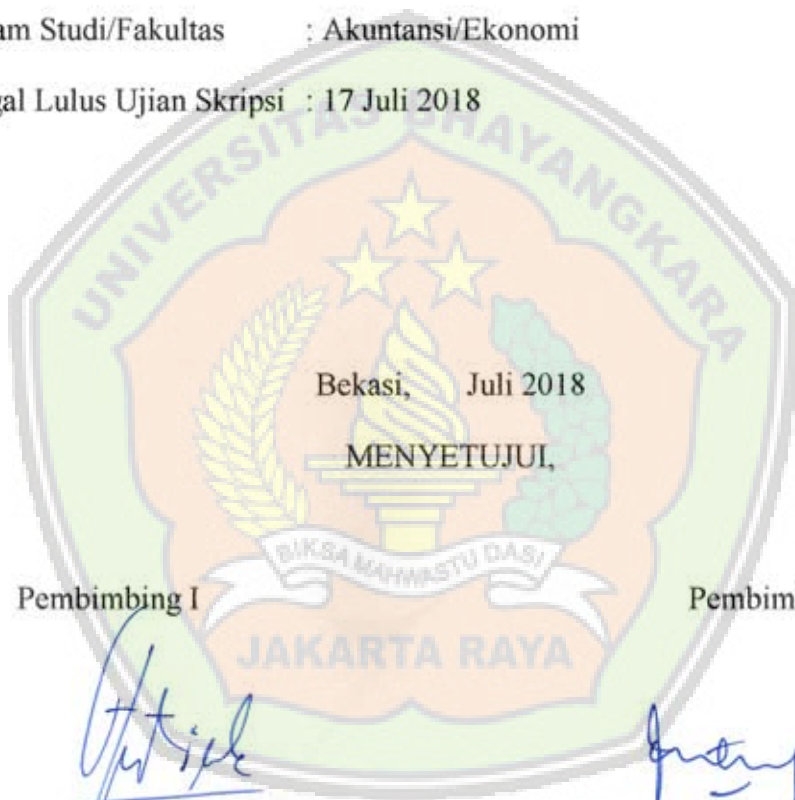 am Studi/Fakultas : Akuntansi/Ekonomi
gal Lulus Ujian Skripsi : 17 Juli 2018
UNIVERSITAS BHAYANGKARA
Bekasi, Juli 2018
MENYETUJUI,
BIKSA MAHWASTU DASI
Pembimbing I Pembim
JAKARTA RAYA